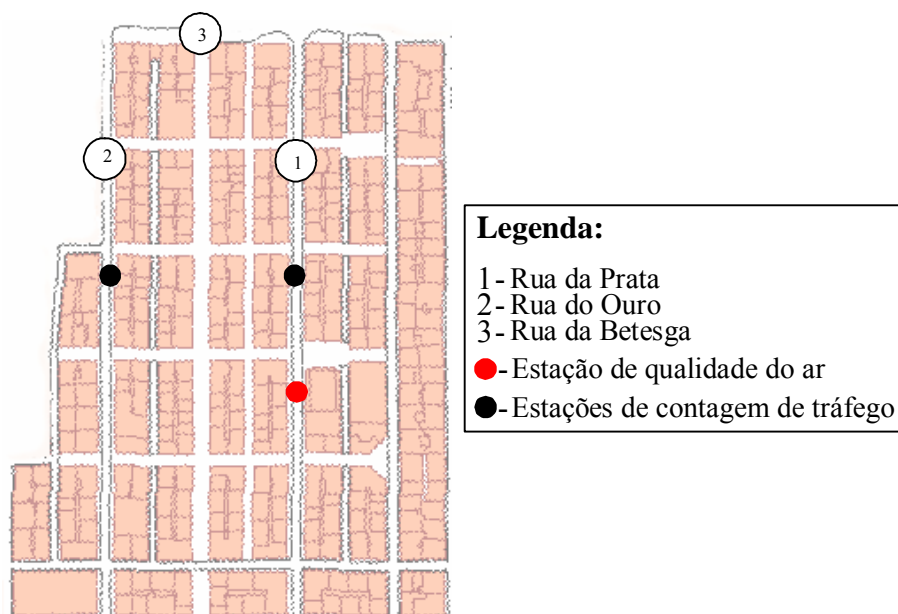 3
2
1
Legenda:
1- Rua da Prata
2- Rua do Ouro
3- Rua da Betesga
- Estação de qualidade do ar
- Estações de contagem de tráfego